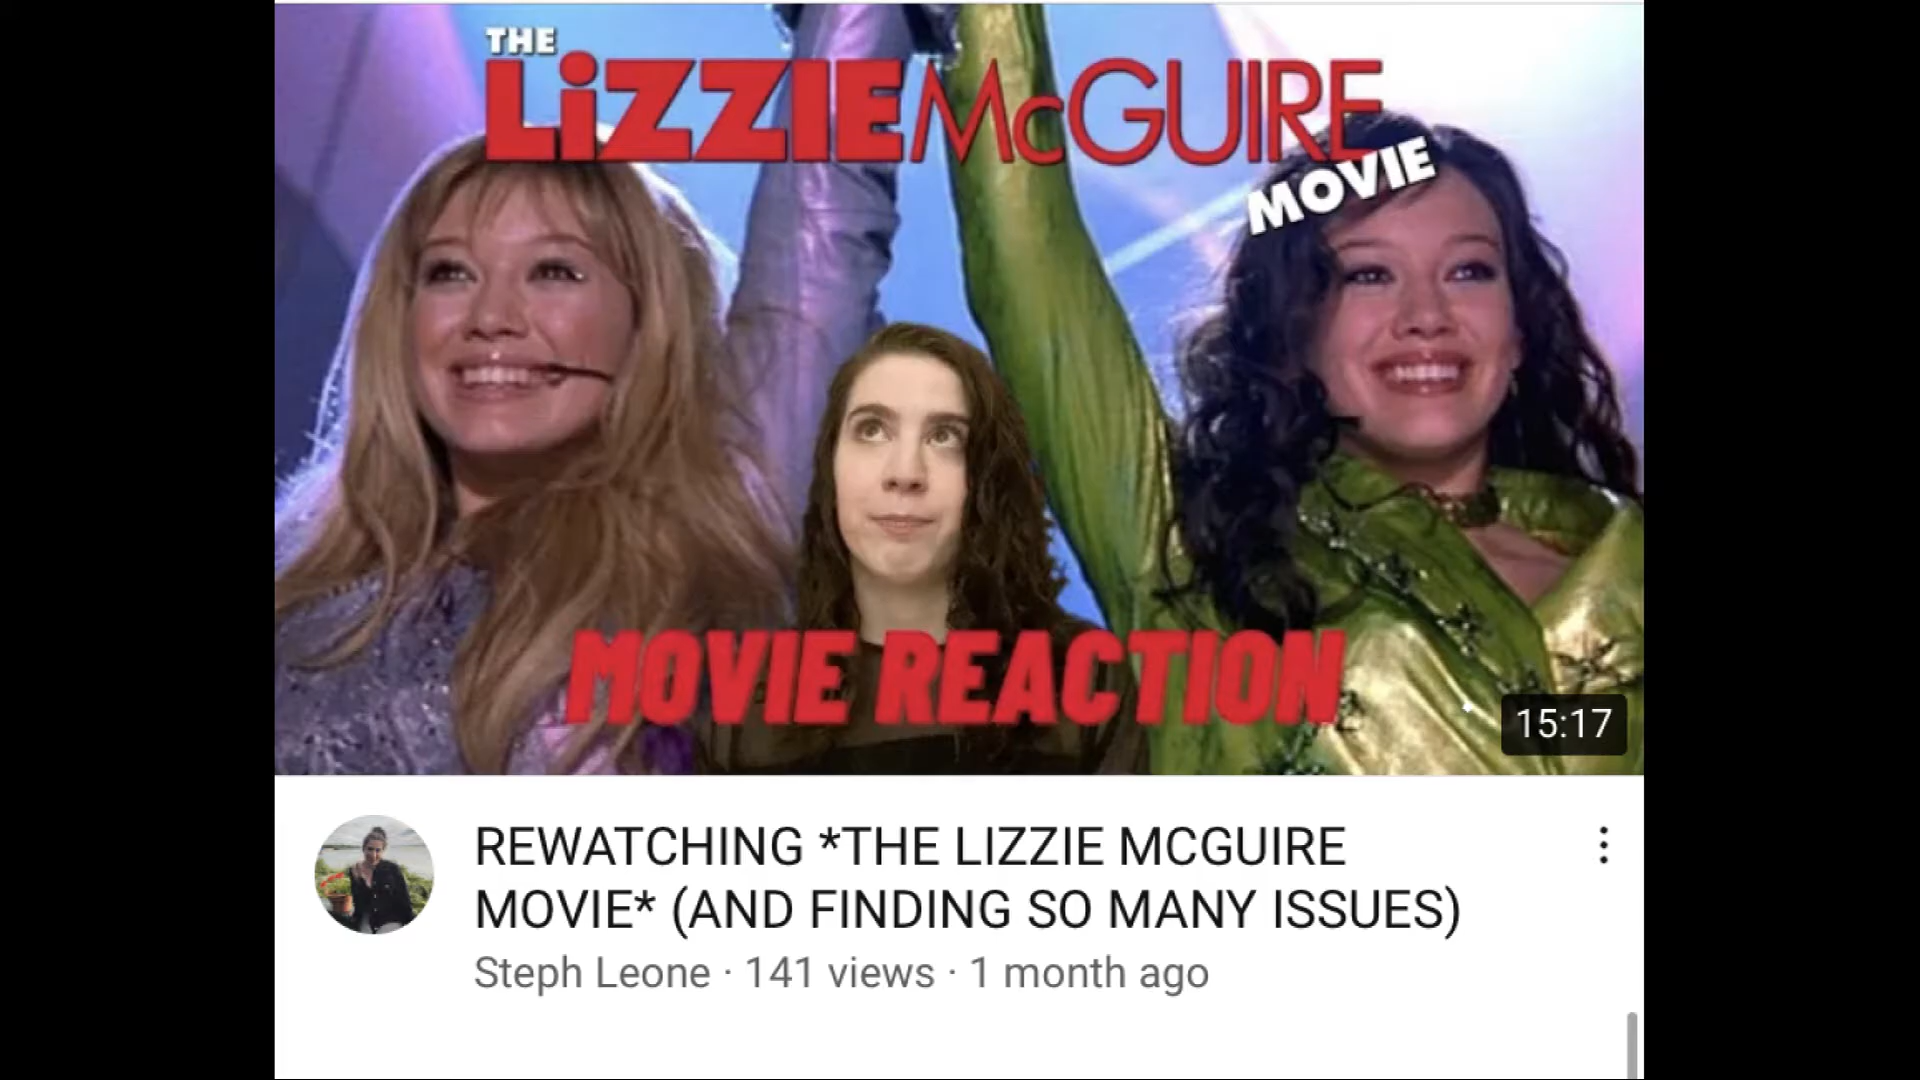 THE
LiZZIE McGUIRE
MOVIE
MOVIE REACTION
15:17
REWATCHING *THE LIZZIE MCGUIRE
MOVIE* (AND FINDING SO MANY ISSUES)
Steph Leone · 141 views · 1 month ago